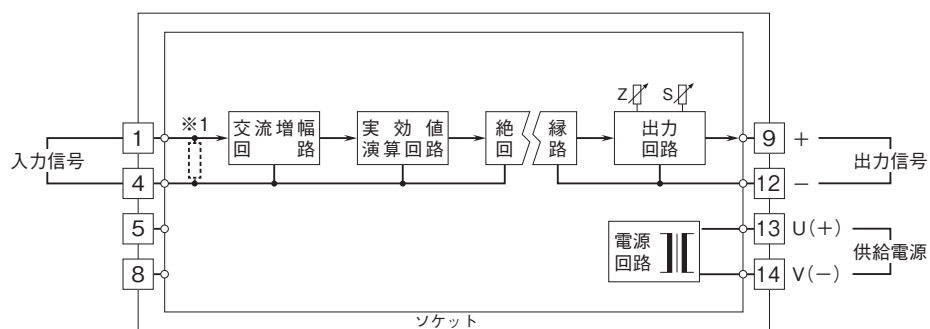 Z S
※1
1
交流増幅
回路
実効値
演算回路
絶縁
回路
出力
回路
9 +
入力信号
出力信号
4
12 −
5
電源
回路
13 U(+)
供給電源
8
14 V(−)
ソケット